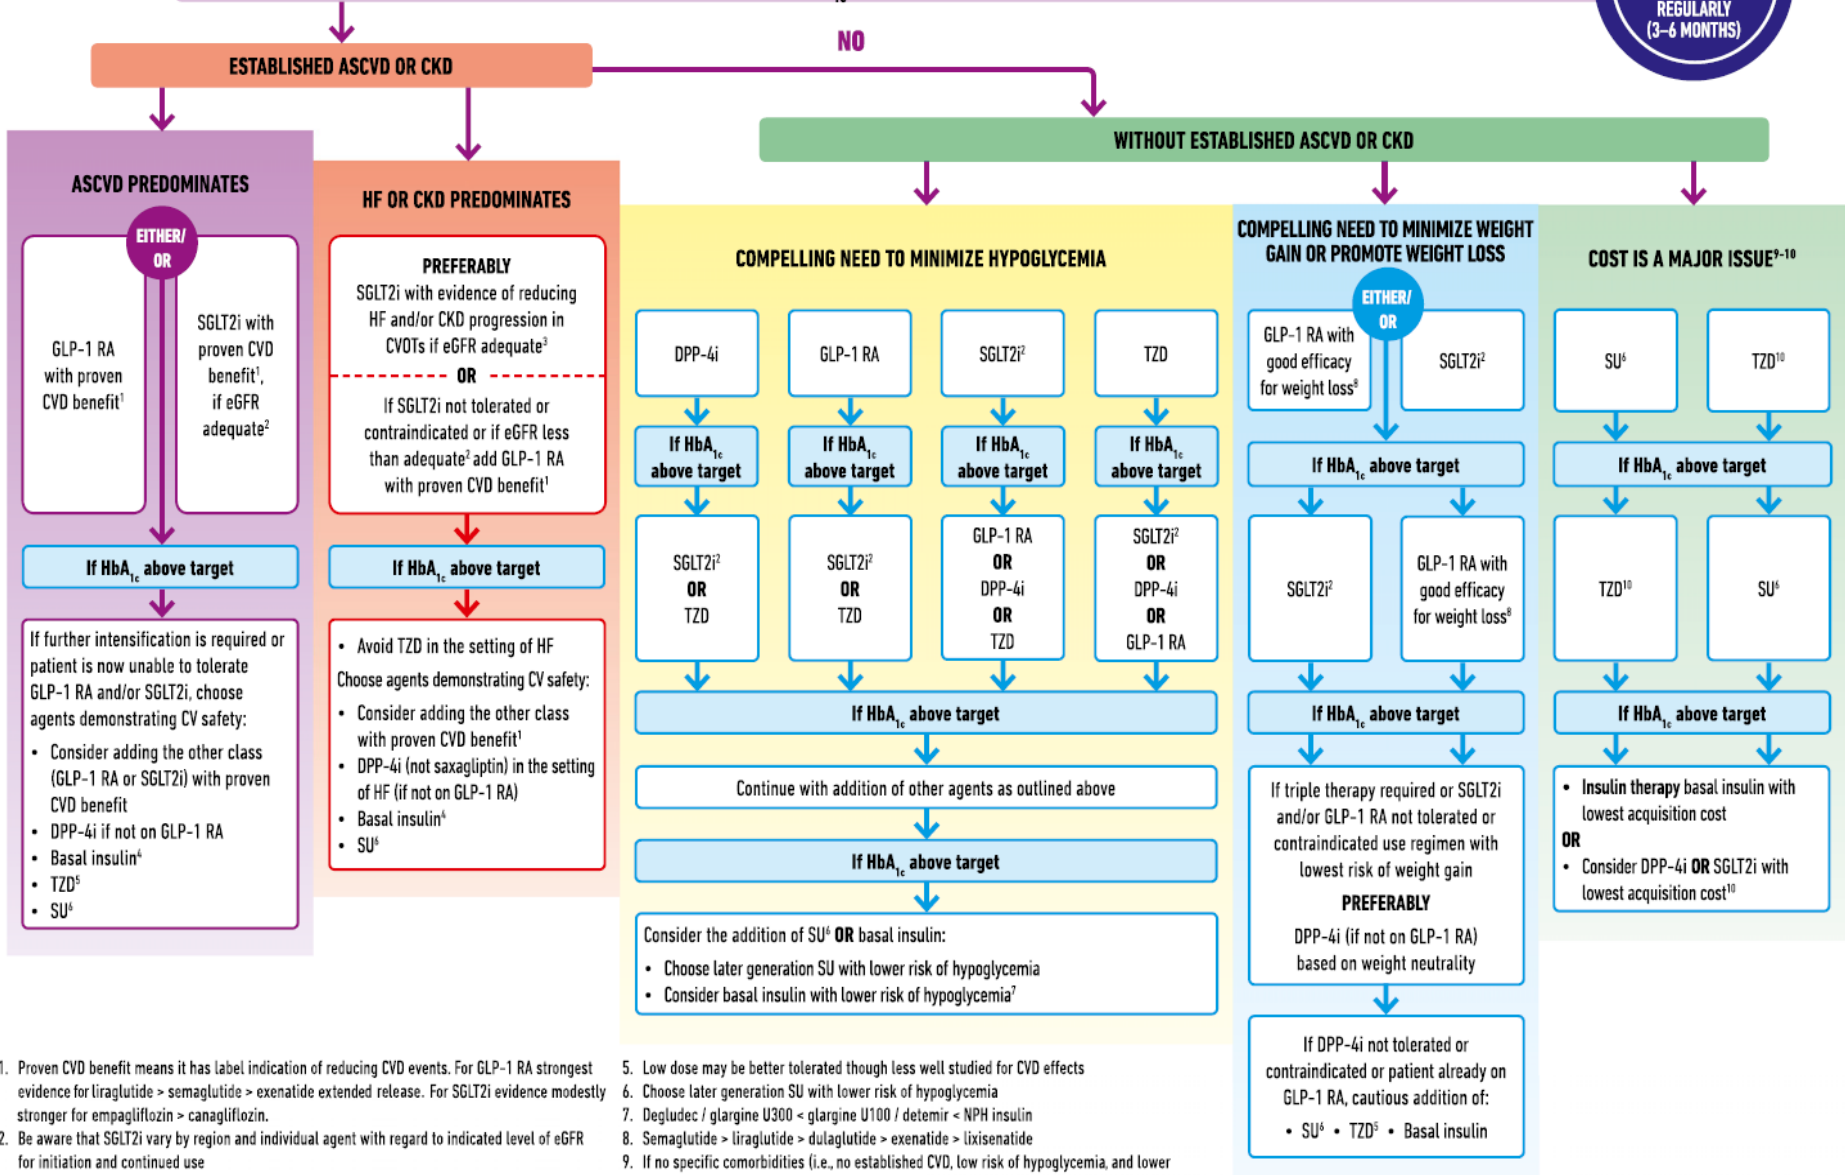 REGULARLY
(3–6 MONTHS)
NO
ESTABLISHED ASCVD OR CKD
WITHOUT ESTABLISHED ASCVD OR CKD
ASCVD PREDOMINATES
EITHER/
OR
GLP-1 RA
with proven
CVD benefit¹
SGLT2i with
proven CVD
benefit¹,
if eGFR
adequate²
If HbA1c above target
If further intensification is required or
patient is now unable to tolerate
GLP-1 RA and/or SGLT2i, choose
agents demonstrating CV safety:
• Consider adding the other class
(GLP-1 RA or SGLT2i) with proven
CVD benefit
• DPP-4i if not on GLP-1 RA
• Basal insulin⁴
• TZD⁵
• SU⁶
HF OR CKD PREDOMINATES
PREFERABLY
SGLT2i with evidence of reducing
HF and/or CKD progression in
CVOTs if eGFR adequate³
OR
If SGLT2i not tolerated or
contraindicated or if eGFR less
than adequate² add GLP-1 RA
with proven CVD benefit¹
If HbA1c above target
• Avoid TZD in the setting of HF
Choose agents demonstrating CV safety:
• Consider adding the other class
with proven CVD benefit¹
• DPP-4i (not saxagliptin) in the setting
of HF (if not on GLP-1 RA)
• Basal insulin⁴
• SU⁶
COMPELLING NEED TO MINIMIZE HYPOGLYCEMIA
DPP-4i
If HbA1c
above target
SGLT2i²
OR
TZD
GLP-1 RA
If HbA1c
above target
SGLT2i²
OR
TZD
SGLT2i²
If HbA1c
above target
GLP-1 RA
OR
DPP-4i
OR
TZD
TZD
If HbA1c
above target
SGLT2i²
OR
DPP-4i
OR
GLP-1 RA
If HbA1c above target
Continue with addition of other agents as outlined above
If HbA1c above target
Consider the addition of SU⁶ OR basal insulin:
• Choose later generation SU with lower risk of hypoglycemia
• Consider basal insulin with lower risk of hypoglycemia⁷
COMPELLING NEED TO MINIMIZE WEIGHT
GAIN OR PROMOTE WEIGHT LOSS
EITHER/
OR
GLP-1 RA with
good efficacy
for weight loss⁸
SGLT2i²
If HbA1c above target
SGLT2i²
GLP-1 RA with
good efficacy
for weight loss⁸
If HbA1c above target
If triple therapy required or SGLT2i
and/or GLP-1 RA not tolerated or
contraindicated use regimen with
lowest risk of weight gain
PREFERABLY
DPP-4i (if not on GLP-1 RA)
based on weight neutrality
If DPP-4i not tolerated or
contraindicated or patient already on
GLP-1 RA, cautious addition of:
• SU⁶ • TZD⁵ • Basal insulin
COST IS A MAJOR ISSUE⁹⁻¹⁰
SU⁶
TZD¹⁰
If HbA1c above target
TZD¹⁰
SU⁶
If HbA1c above target
• Insulin therapy basal insulin with
lowest acquisition cost
OR
• Consider DPP-4i OR SGLT2i with
lowest acquisition cost¹⁰
1. Proven CVD benefit means it has label indication of reducing CVD events. For GLP-1 RA strongest
evidence for liraglutide > semaglutide > exenatide extended release. For SGLT2i evidence modestly
stronger for empagliflozin > canagliflozin.
2. Be aware that SGLT2i vary by region and individual agent with regard to indicated level of eGFR
for initiation and continued use
5. Low dose may be better tolerated though less well studied for CVD effects
6. Choose later generation SU with lower risk of hypoglycemia
7. Degludec / glargine U300 < glargine U100 / detemir < NPH insulin
8. Semaglutide > liraglutide > dulaglutide > exenatide > lixisenatide
9. If no specific comorbidities (i.e., no established CVD, low risk of hypoglycemia, and lower